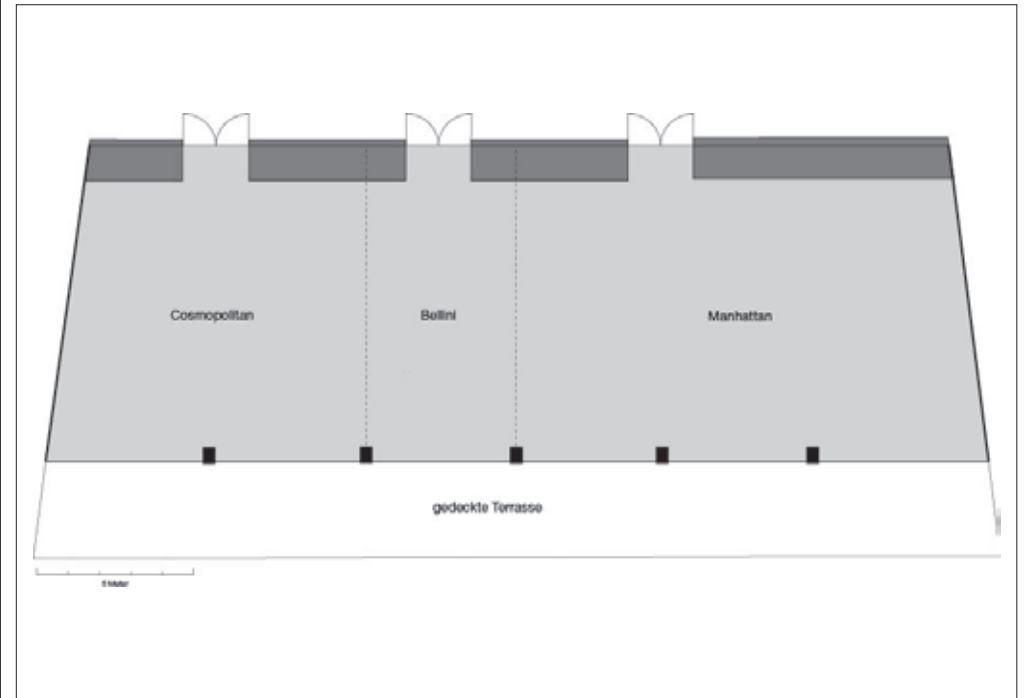 Cosmopolitan
Bellini
Manhattan
gedeckte Terrasse
5 Meter